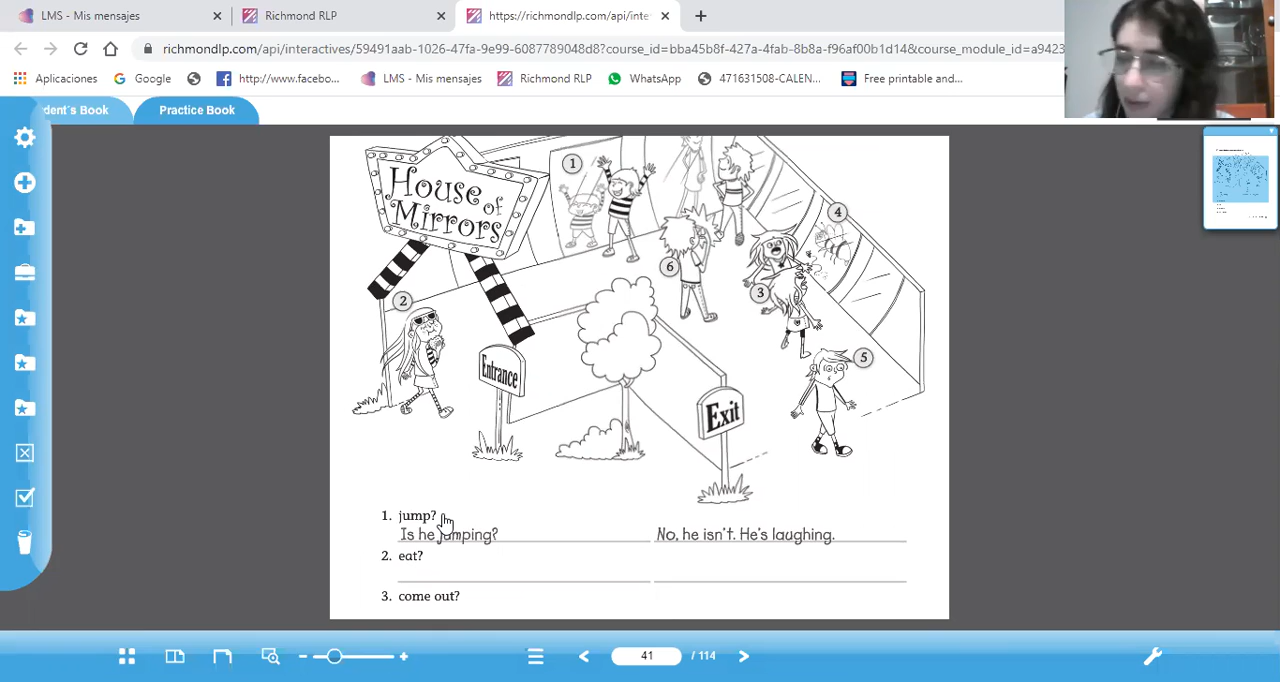 LMS - Mis mensajes
Richmond RLP
https://richmondlp.com/api/inte
richmondlp.com/api/interactives/59491aab-1026-47fa-9e99-6087789048d8?course_id=bba45b8f-427a-4fab-8b8a-f96af00b1d14&course_module_id=a9423
Aplicaciones
Google
http://www.facebo...
LMS - Mis mensajes
Richmond RLP
WhatsApp
471631508-CALEN...
Free printable and...
dent´s Book
Practice Book
House of
Mirrors
1
2
3
4
5
6
Entrance
Exit
1. jump?
Is he jumping? No, he isn't. He's laughing.
2. eat?
3. come out?
41 / 114